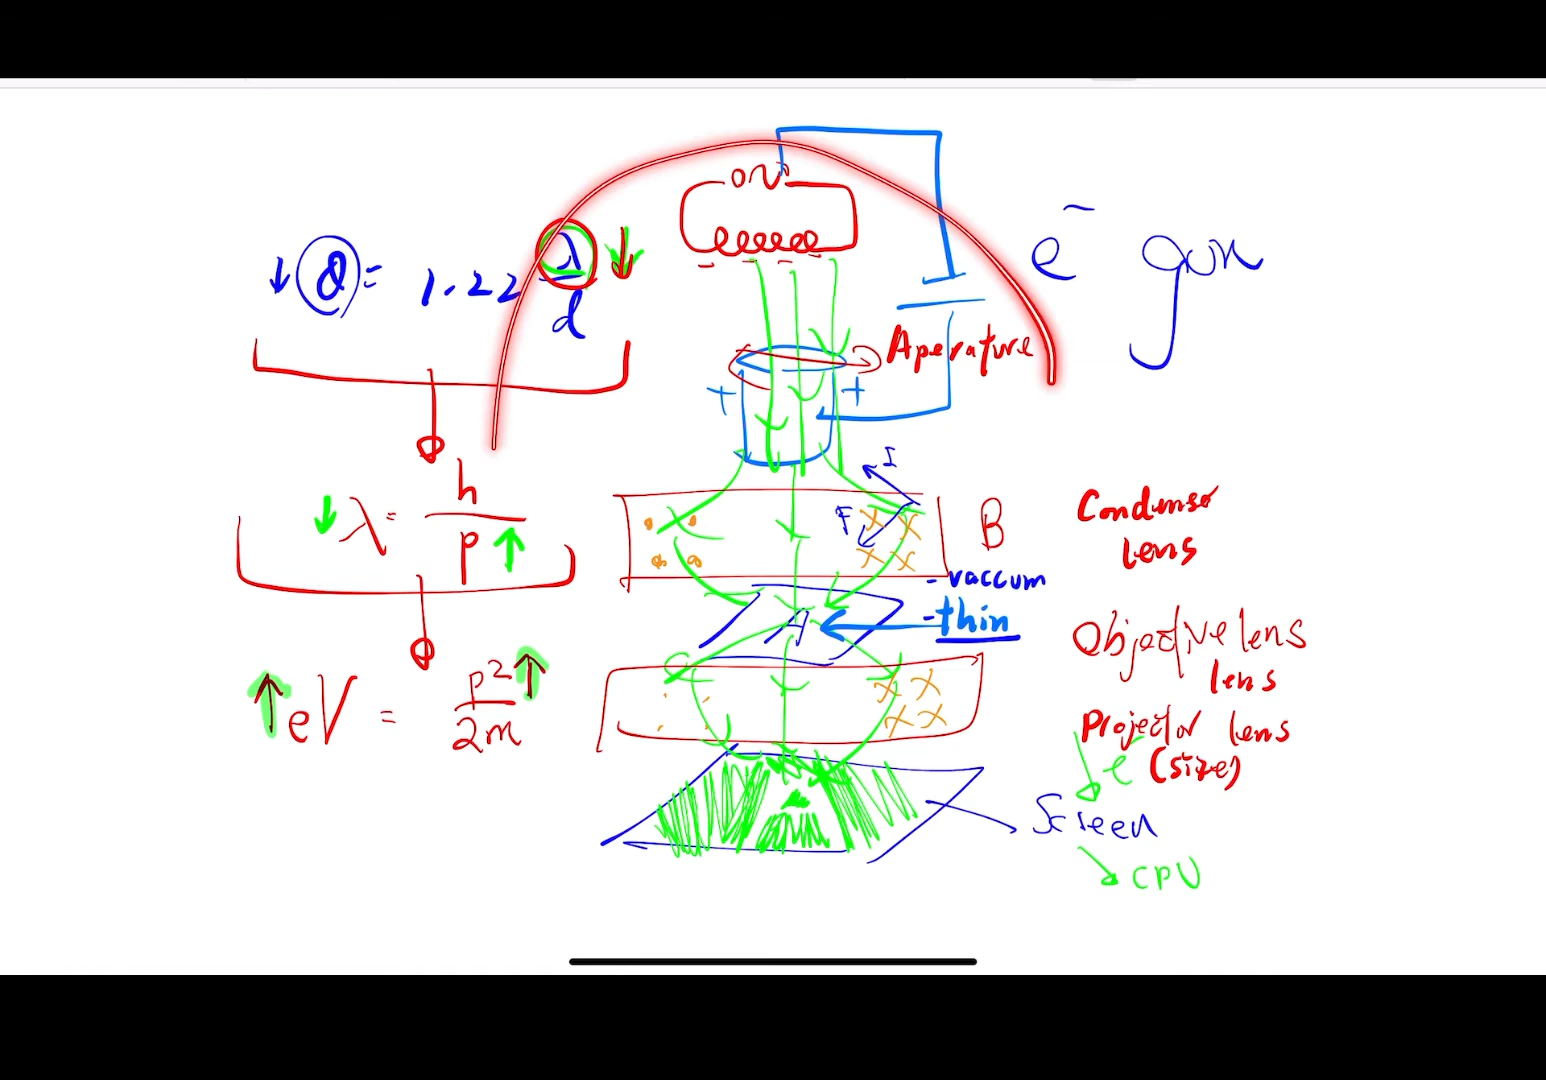 ON
e⁻ gun
↓ θ = 1.22 λ/d ↓
- - - -
Aperature
+ +
I
F
B
Condenser
lens
↓ λ = h/p ↑
- vaccum
- thin
A
Objective lens
lens
↑ eV = p²/2m ↑
Projector lens
(size)
e⁻
Screen
A
CPU